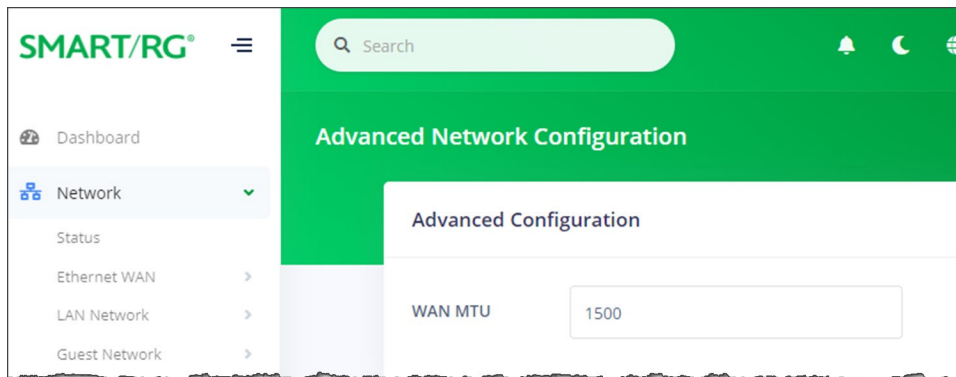 SMART/RG®
Search
Dashboard
Network
Status
Ethernet WAN
LAN Network
Guest Network
Advanced Network Configuration
Advanced Configuration
WAN MTU
1500